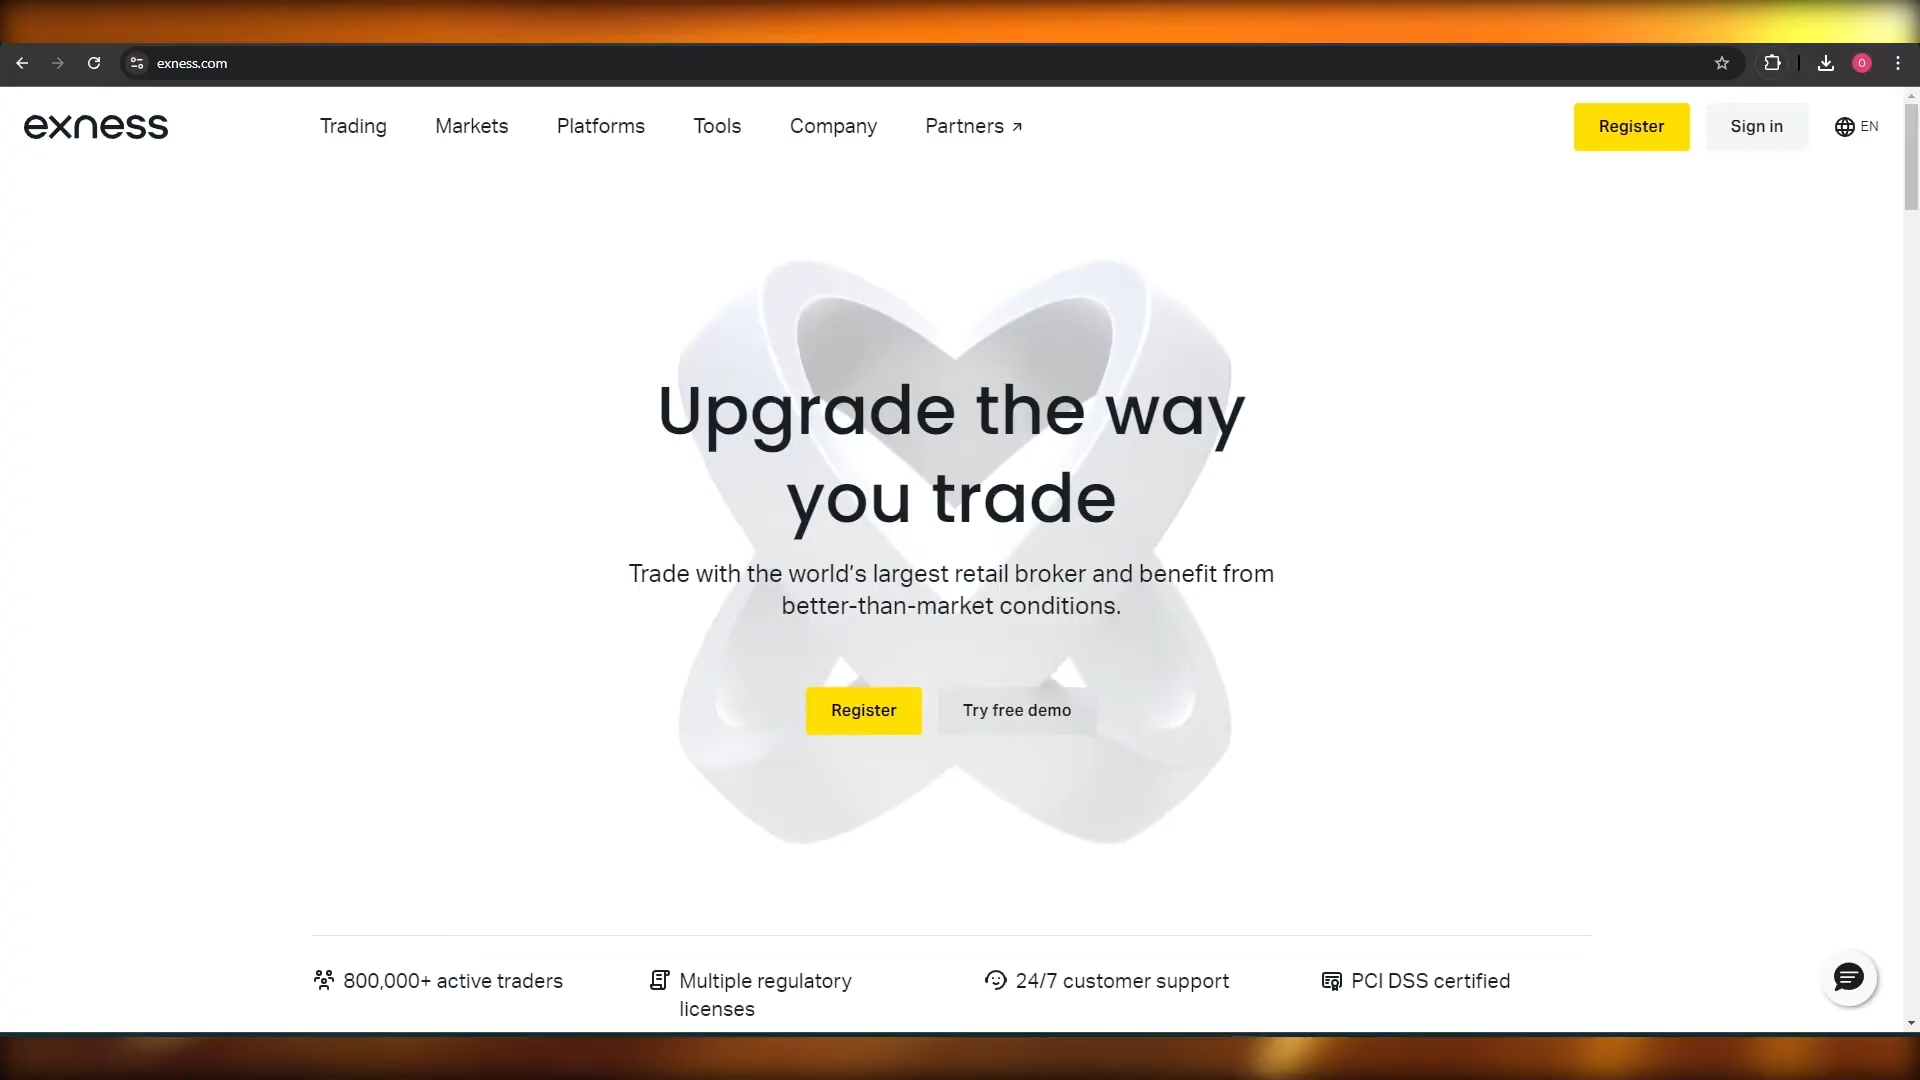 exness.com
O
exness
Trading Markets Platforms Tools Company Partners
Register Sign in EN
Upgrade the way
you trade
Trade with the world’s largest retail broker and benefit from
better-than-market conditions.
Register Try free demo
800,000+ active traders
Multiple regulatory
licenses
24/7 customer support
PCI DSS certified